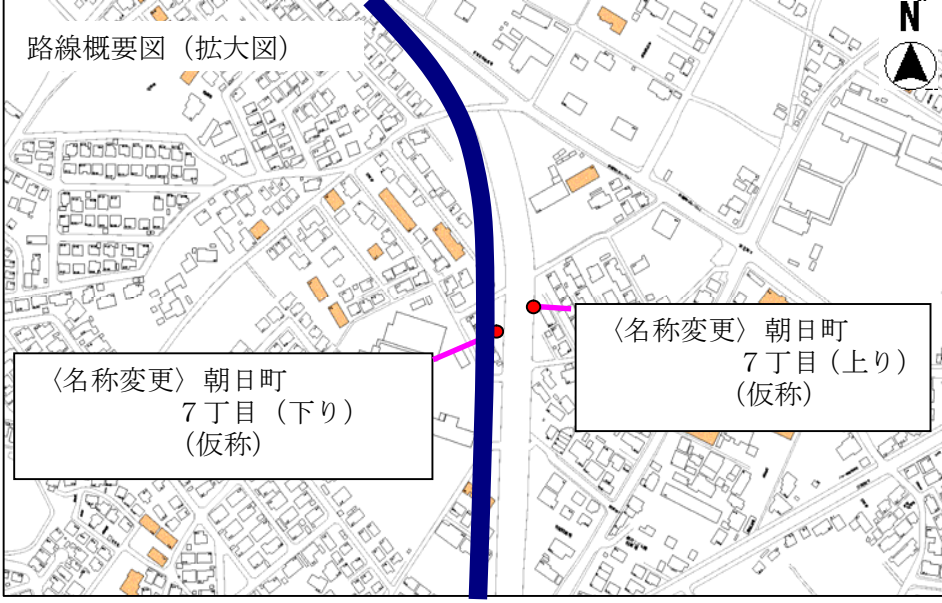 路線概要図（拡大図）
N
〈名称変更〉朝日町
７丁目（上り）
（仮称）
〈名称変更〉朝日町
７丁目（下り）
（仮称）